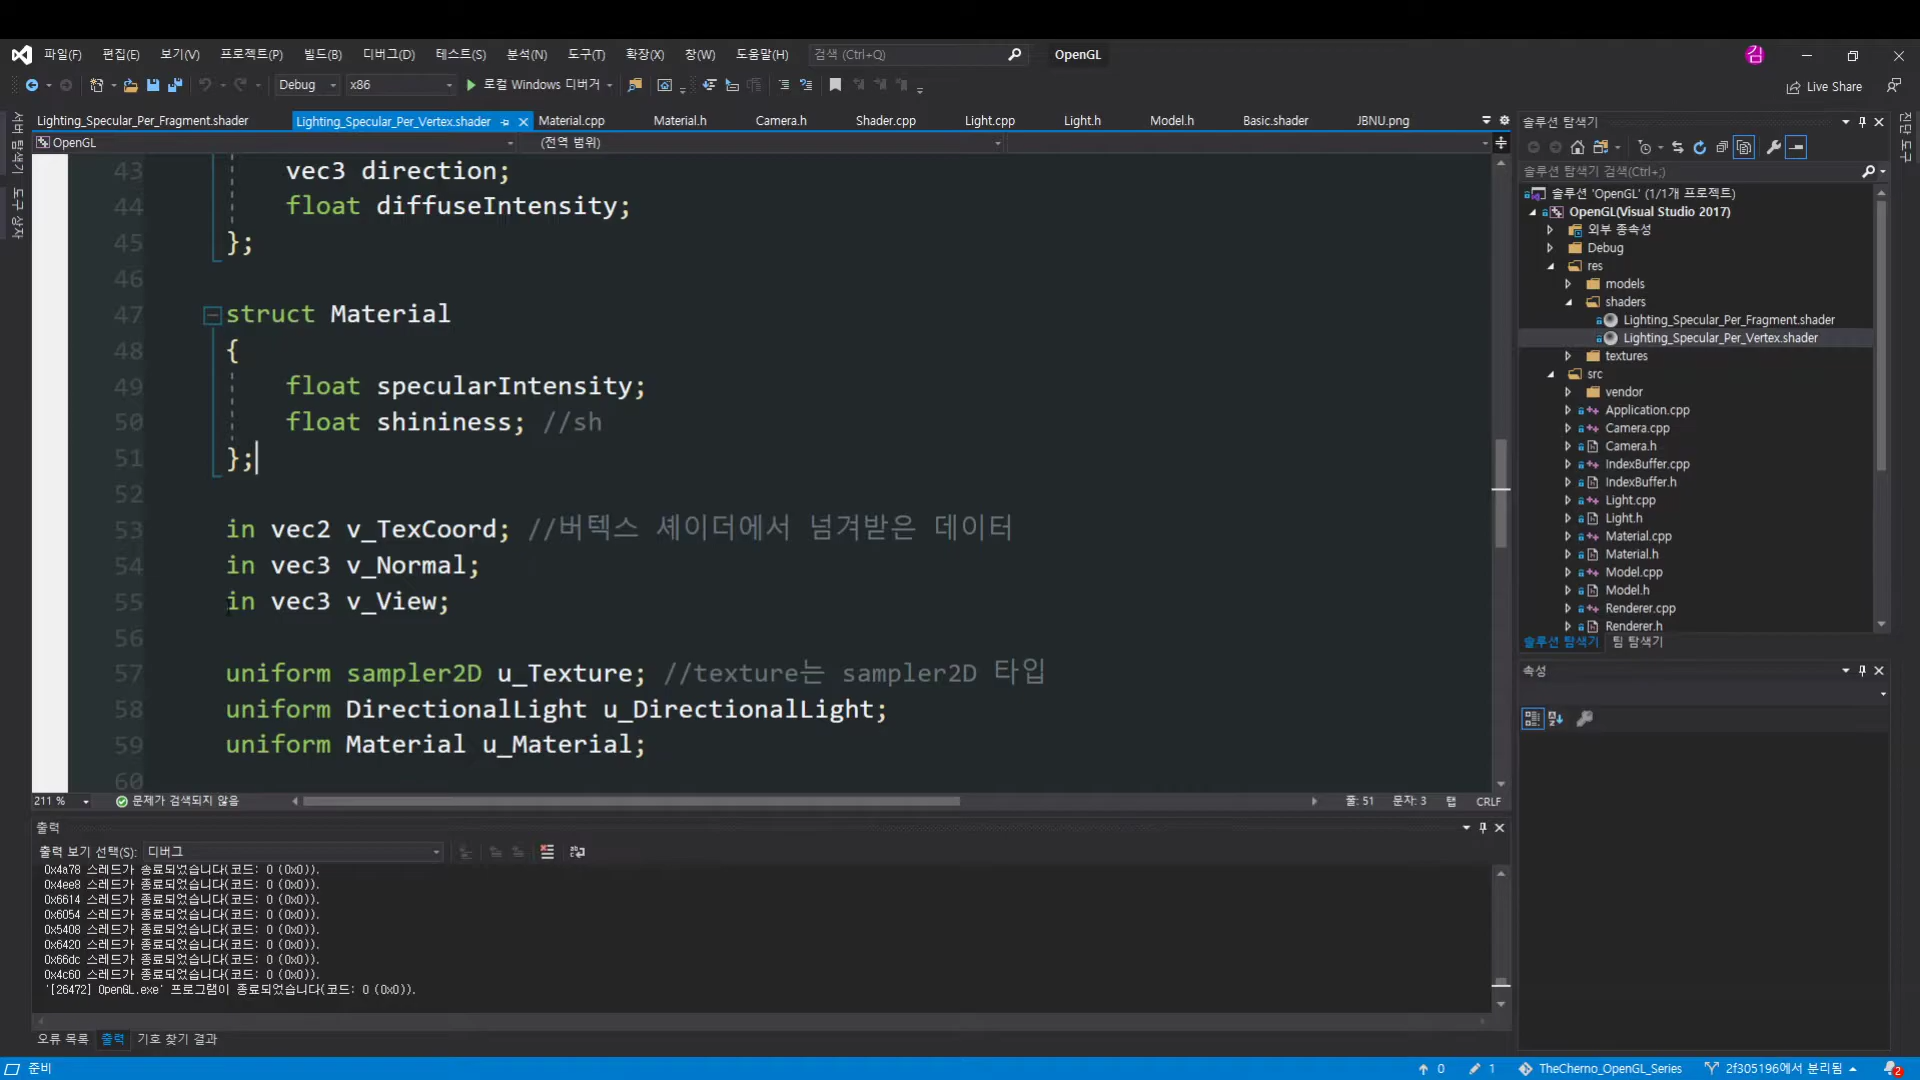 파일(F) 편집(E) 보기(V) 프로젝트(P) 빌드(B) 디버그(D) 테스트(S) 분석(N) 도구(T) 확장(X) 창(W) 도움말(H) 검색 (Ctrl+Q) OpenGL 김
Debug x86 로컬 Windows 디버거 Live Share
Lighting_Specular_Per_Fragment.shader Lighting_Specular_Per_Vertex.shader Material.cpp Material.h Camera.h Shader.cpp Light.cpp Light.h Model.h Basic.shader JBNU.png
OpenGL (전역 범위)
서버 탐색기
도구 상자
43 vec3 direction;
44 float diffuseIntensity;
45 };
46
47 struct Material
48 {
49 float specularIntensity;
50 float shininess; //sh
51 };
52
53 in vec2 v_TexCoord; //버텍스 셰이더에서 넘겨받은 데이터
54 in vec3 v_Normal;
55 in vec3 v_View;
56
57 uniform sampler2D u_Texture; //texture는 sampler2D 타입
58 uniform DirectionalLight u_DirectionalLight;
59 uniform Material u_Material;
60
211 % 문제가 검색되지 않음 줄: 51 문자: 3 탭 CRLF
출력
출력 보기 선택(S): 디버그
0x4a78 스레드가 종료되었습니다(코드: 0 (0x0)).
0x4ee8 스레드가 종료되었습니다(코드: 0 (0x0)).
0x6614 스레드가 종료되었습니다(코드: 0 (0x0)).
0x6054 스레드가 종료되었습니다(코드: 0 (0x0)).
0x5408 스레드가 종료되었습니다(코드: 0 (0x0)).
0x6420 스레드가 종료되었습니다(코드: 0 (0x0)).
0x66dc 스레드가 종료되었습니다(코드: 0 (0x0)).
0x4c60 스레드가 종료되었습니다(코드: 0 (0x0)).
'[26472] OpenGL.exe' 프로그램이 종료되었습니다(코드: 0 (0x0)).
오류 목록 출력 기호 찾기 결과
솔루션 탐색기
솔루션 탐색기 검색(Ctrl+;)
솔루션 'OpenGL' (1/1개 프로젝트)
OpenGL(Visual Studio 2017)
외부 종속성
Debug
res
models
shaders
Lighting_Specular_Per_Fragment.shader
Lighting_Specular_Per_Vertex.shader
textures
src
vendor
Application.cpp
Camera.cpp
Camera.h
IndexBuffer.cpp
IndexBuffer.h
Light.cpp
Light.h
Material.cpp
Material.h
Model.cpp
Model.h
Renderer.cpp
Renderer.h
솔루션 탐색기 팀 탐색기
속성
진단 도구
준비 0 1 TheCherno_OpenGL_Series 2f305196에서 분리됨 2